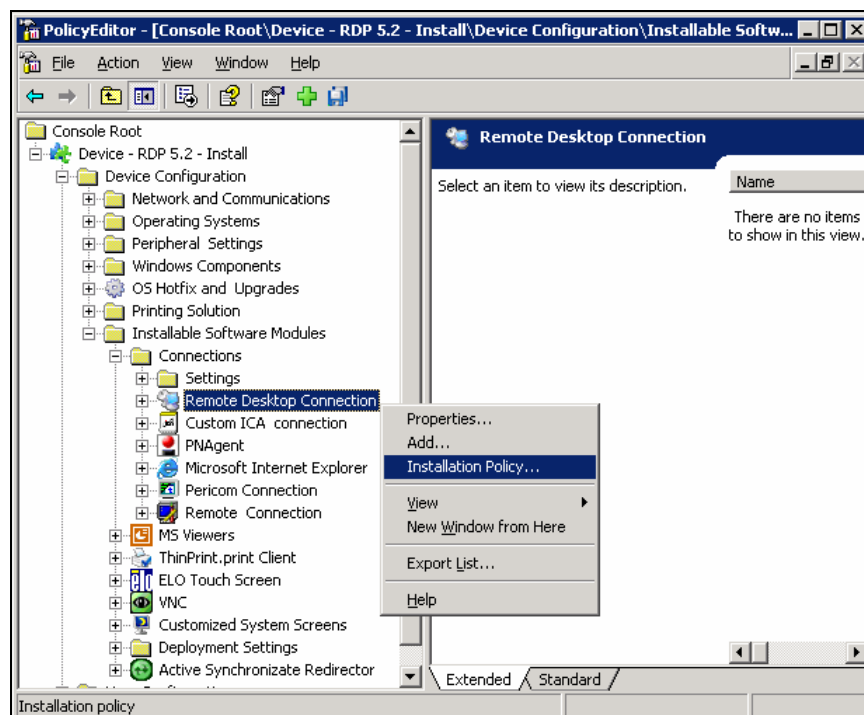 PolicyEditor - [Console Root\Device - RDP 5.2 - Install\Device Configuration\Installable Softw...
File Action View Window Help
Console Root
Device - RDP 5.2 - Install
Device Configuration
Network and Communications
Operating Systems
Peripheral Settings
Windows Components
OS Hotfix and Upgrades
Printing Solution
Installable Software Modules
Connections
Settings
Remote Desktop Connection
Custom ICA connection
PNAgent
Microsoft Internet Explorer
Pericom Connection
Remote Connection
MS Viewers
ThinPrint.print Client
ELO Touch Screen
VNC
Customized System Screens
Deployment Settings
Active Synchronizate Redirector
Remote Desktop Connection
Select an item to view its description.
Name
There are no items
to show in this view.
Properties...
Add...
Installation Policy...
View
New Window from Here
Export List...
Help
Extended Standard
Installation policy